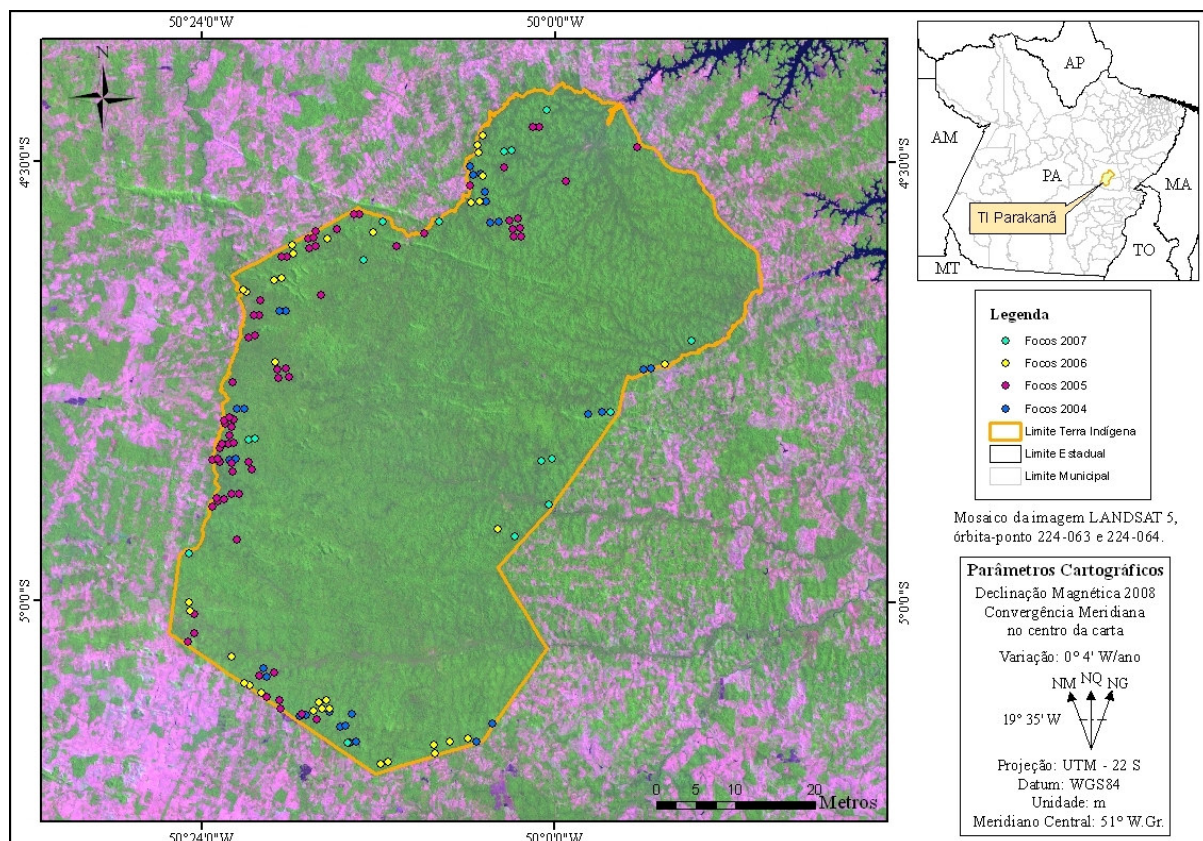 50°24'0"W
50°0'0"W
N
4°30'0"S
4°30'0"S
5°0'0"S
5°0'0"S
0
5
10
20
Metros
50°24'0"W
50°0'0"W
AP
AM
PA
MA
TI Parakanã
TO
MT
Legenda
Focos 2007
Focos 2006
Focos 2005
Focos 2004
Limite Terra Indígena
Limite Estadual
Limite Municipal
Mosaico da imagem LANDSAT 5,
órbita-ponto 224-063 e 224-064.
Parâmetros Cartográficos
Declinação Magnética 2008
Convergência Meridiana
no centro da carta
Variação: 0º 4' W/ano
NM NQ NG
19º 35' W
Projeção: UTM - 22 S
Datum: WGS84
Unidade: m
Meridiano Central: 51º W.Gr.